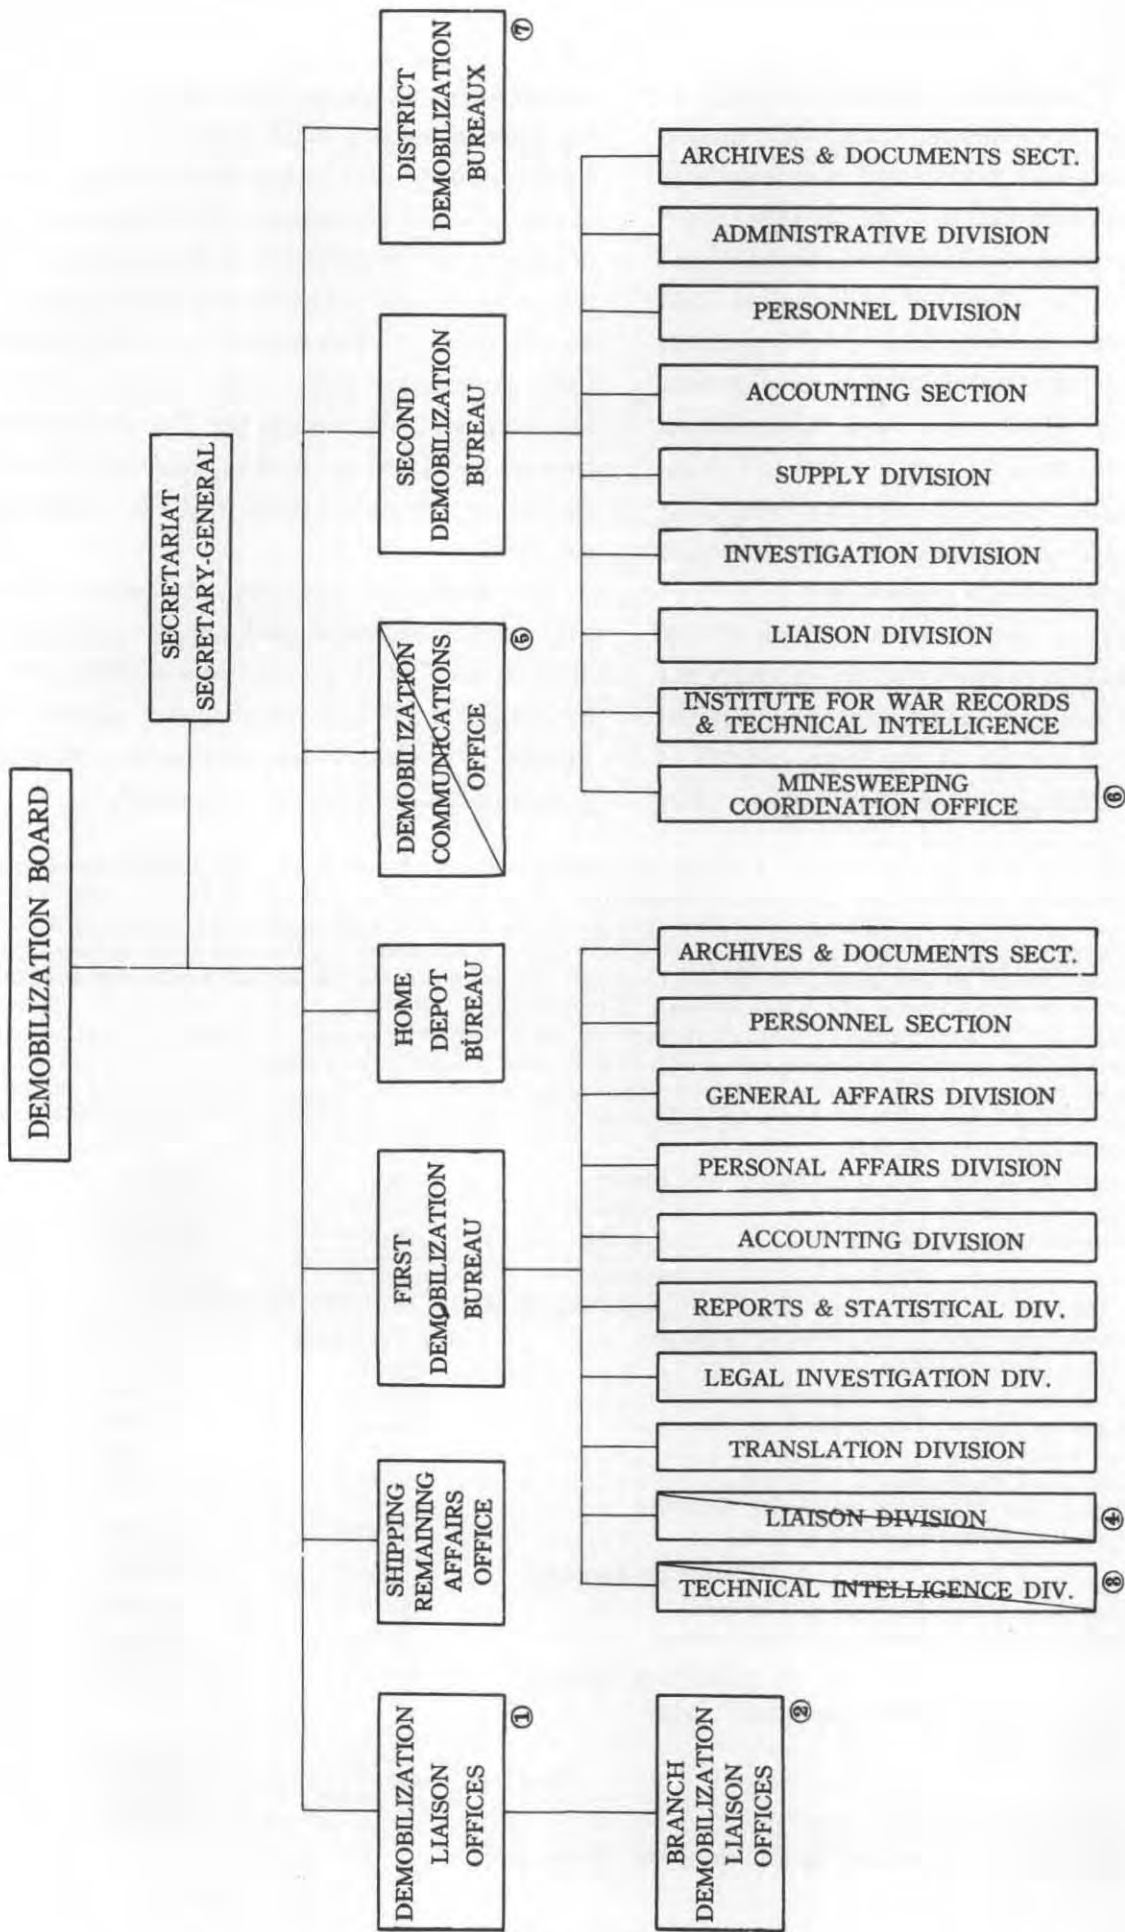 DEMOBILIZATION BOARD
SECRETARIAT
SECRETARY-GENERAL
DEMOBILIZATION
LIAISON
OFFICES
①
SHIPPING
REMAINING
AFFAIRS
OFFICE
FIRST
DEMOBILIZATION
BUREAU
HOME
DEPOT
BUREAU
DEMOBILIZATION
COMMUNICATIONS
OFFICE
⑤
SECOND
DEMOBILIZATION
BUREAU
DISTRICT
DEMOBILIZATION
BUREAUX
⑦
BRANCH
DEMOBILIZATION
LIAISON
OFFICES
②
TECHNICAL INTELLIGENCE DIV.
③
LIAISON DIVISION
④
TRANSLATION DIVISION
LEGAL INVESTIGATION DIV.
REPORTS & STATISTICAL DIV.
ACCOUNTING DIVISION
PERSONAL AFFAIRS DIVISION
GENERAL AFFAIRS DIVISION
PERSONNEL SECTION
ARCHIVES & DOCUMENTS SECT.
MINESWEEPING
COORDINATION OFFICE
⑥
INSTITUTE FOR WAR RECORDS
& TECHNICAL INTELLIGENCE
LIAISON DIVISION
INVESTIGATION DIVISION
SUPPLY DIVISION
ACCOUNTING SECTION
PERSONNEL DIVISION
ADMINISTRATIVE DIVISION
ARCHIVES & DOCUMENTS SECT.